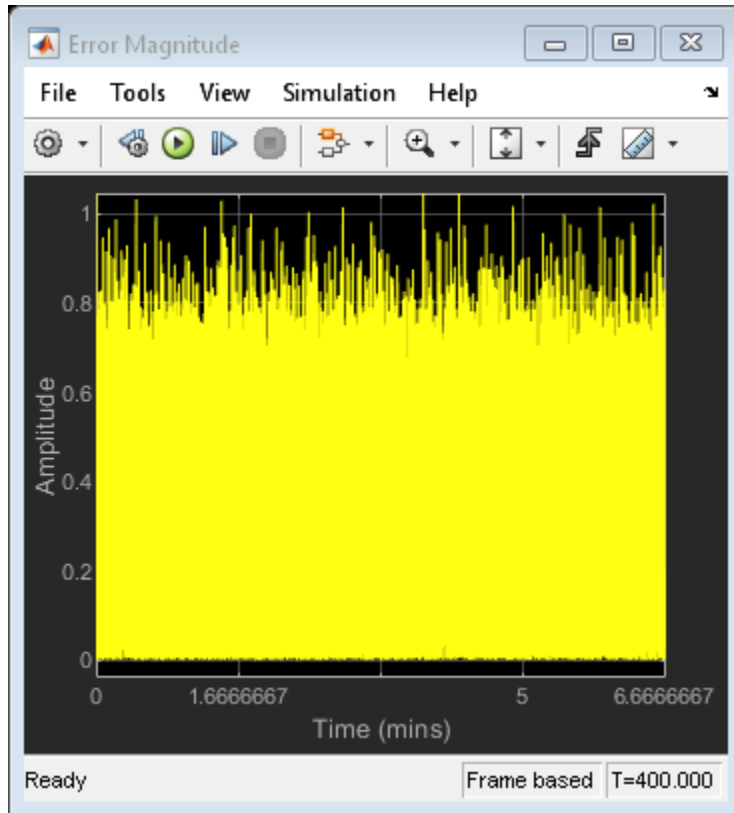 Error Magnitude
File Tools View Simulation Help
1
0.8
0.6
0.4
0.2
0
Amplitude
0 1.6666667 5 6.6666667
Time (mins)
Ready Frame based T=400.000